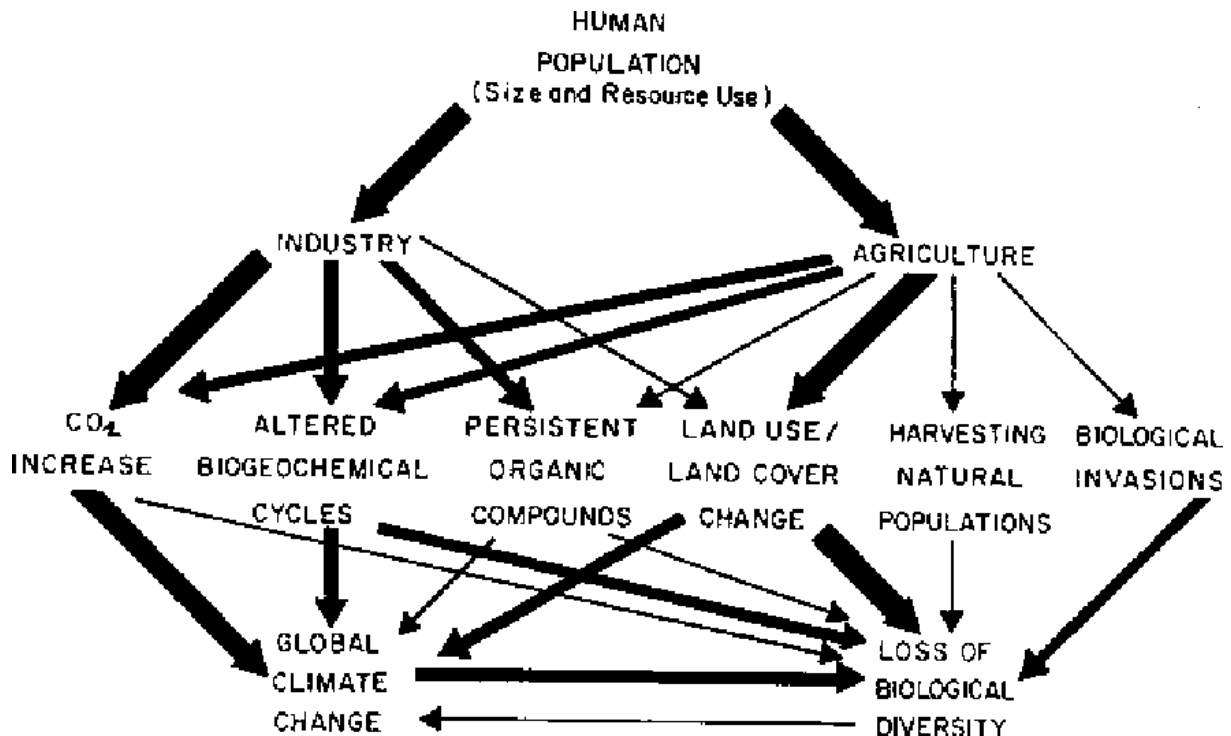 HUMAN
POPULATION
(Size and Resource Use)
INDUSTRY
AGRICULTURE
CO2
INCREASE
ALTERED
BIOGEOCHEMICAL
CYCLES
PERSISTENT
ORGANIC
COMPOUNDS
LAND USE/
LAND COVER
CHANGE
HARVESTING
NATURAL
POPULATIONS
BIOLOGICAL
INVASIONS
GLOBAL
CLIMATE
CHANGE
LOSS OF
BIOLOGICAL
DIVERSITY